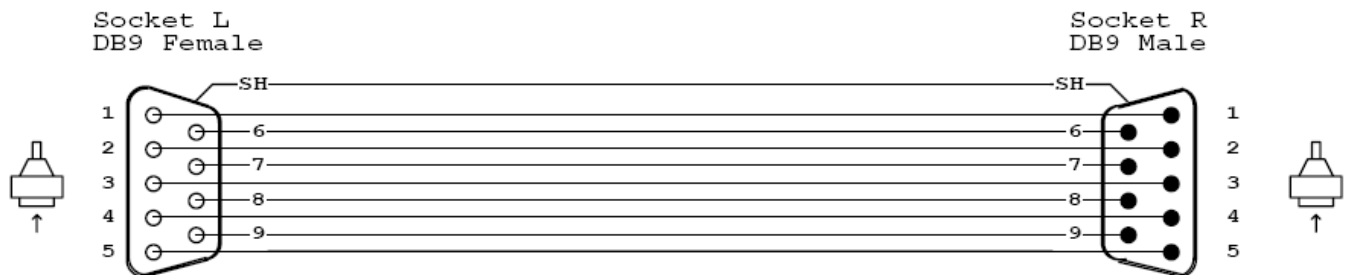 Socket L
DB9 Female
Socket R
DB9 Male
SH SH
1 1
6 6
2 2
7 7
3 3
8 8
4 4
9 9
5 5